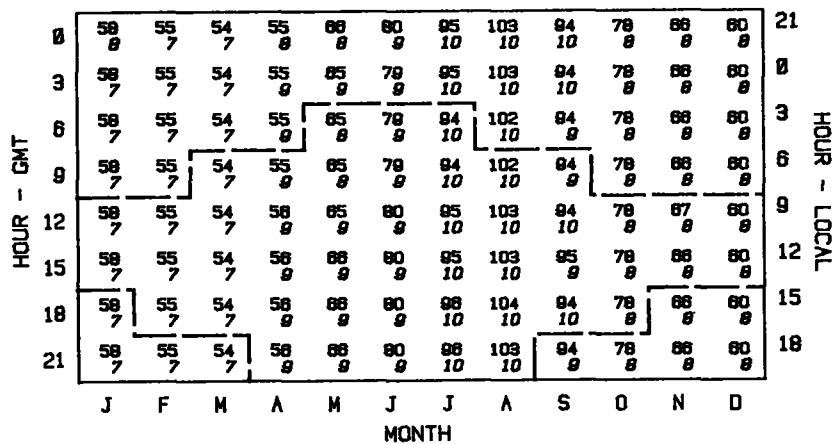 58 55 54 55 66 80 95 103 94 78 66 60 21
0 8 7 7 8 8 9 10 10 10 8 8 8
58 55 54 55 65 79 95 103 94 78 66 60 0
3 7 7 7 9 9 9 10 10 10 8 8 8
58 55 54 55 65 79 94 102 94 78 66 60 3
6 7 7 7 9 8 9 10 10 9 8 8 8
58 55 54 55 65 79 94 102 94 78 66 60 6
9 7 7 7 9 8 9 10 10 9 8 8 8
58 55 54 56 65 80 95 103 94 78 67 60 9
12 7 7 7 9 9 9 10 10 10 8 8 8
58 55 54 56 66 80 95 103 95 78 66 60 12
15 7 7 7 9 9 9 10 10 9 8 8 8
58 55 54 56 66 80 96 104 94 78 66 60 15
18 7 7 7 9 9 9 10 10 10 8 8 8
58 55 54 56 66 80 96 103 94 78 66 60 18
21 7 7 7 9 9 9 10 10 9 8 8 8
J F M A M J J A S O N D
MONTH
HOUR - GMT
HOUR - LOCAL